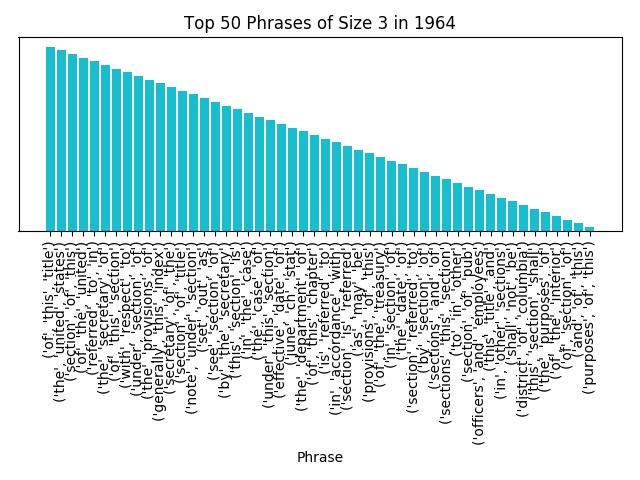 Top 50 Phrases of Size 3 in 1964
('of' 'this' 'title')
('the' 'united' 'states')
('section' 'of' 'this')
('of' 'the' 'united')
('referred' 'to' 'in')
('the' 'secretary' 'of')
('of' 'this' 'section')
('with' 'respect' 'to')
('under' 'section' 'of')
('the' 'provisions' 'of')
('generally' 'this' 'index')
('secretary' 'of' 'the')
('section' 'of' 'title')
('note' 'under' 'section')
('set' 'out' 'as')
('see' 'section' 'of')
('by' 'the' 'secretary')
('this' 'section' 'is')
('in' 'the' 'case')
('the' 'case' 'of')
('under' 'this' 'section')
('effective' 'date' 'of')
('june' 'ch' 'stat')
('the' 'department' 'of')
('of' 'this' 'chapter')
('is' 'referred' 'to')
('in' 'accordance' 'with')
('section' 'is' 'referred')
('as' 'may' 'be')
('provisions' 'of' 'this')
('of' 'the' 'treasury')
('in' 'section' 'of')
('the' 'date' 'of')
('section' 'referred' 'to')
('by' 'section' 'of')
('sections' 'and' 'of')
('sections' 'this' 'section')
('to' 'in' 'other')
('section' 'of' 'pub')
('officers' 'and' 'employees')
('this' 'title' 'and')
('in' 'other' 'sections')
('shall' 'not' 'be')
('district' 'of' 'columbia')
('this' 'section' 'shall')
('the' 'purposes' 'of')
('of' 'the' 'interior')
('of' 'section' 'of')
('and' 'of' 'this')
('purposes' 'of' 'this')
Phrase